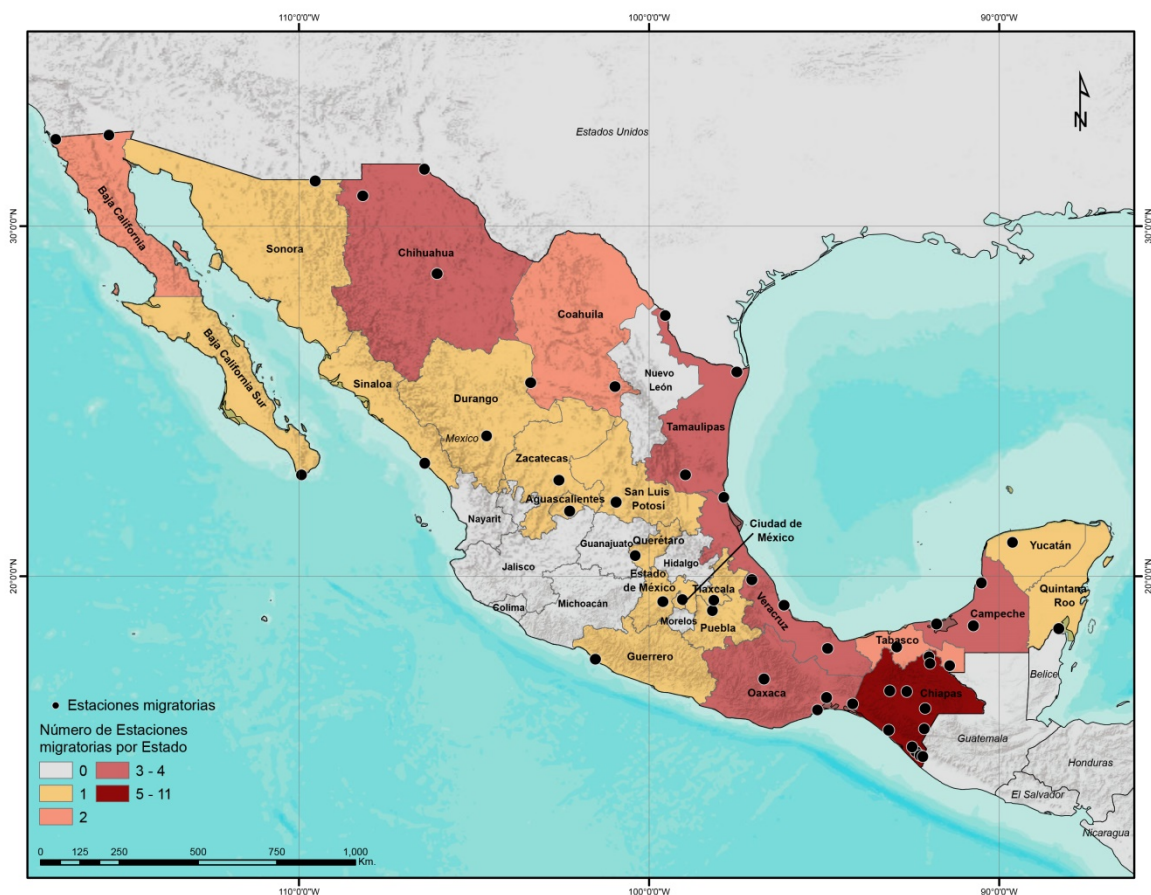 110°0'0"W
100°0'0"W
90°0'0"W
N
Estados Unidos
30°0'0"N
30°0'0"N
Baja California
Sonora
Chihuahua
Coahuila
Nuevo
León
Baja California Sur
Sinaloa
Durango
Mexico
Tamaulipas
Zacatecas
Aguascalientes
San Luis
Potosí
Nayarit
Ciudad de
México
Guanajuato
Querétaro
Hidalgo
Yucatán
20°0'0"N
20°0'0"N
Jalisco
Estado
de México
Tlaxcala
Quintana
Roo
Colima
Michoacán
Morelos
Puebla
Veracruz
Campeche
Guerrero
Tabasco
Oaxaca
Chiapas
Belice
Guatemala
Honduras
El Salvador
Nicaragua
Estaciones migratorias
Número de Estaciones
migratorias por Estado
0
3 - 4
1
5 - 11
2
0 125 250 500 750 1,000
Km.
110°0'0"W
100°0'0"W
90°0'0"W